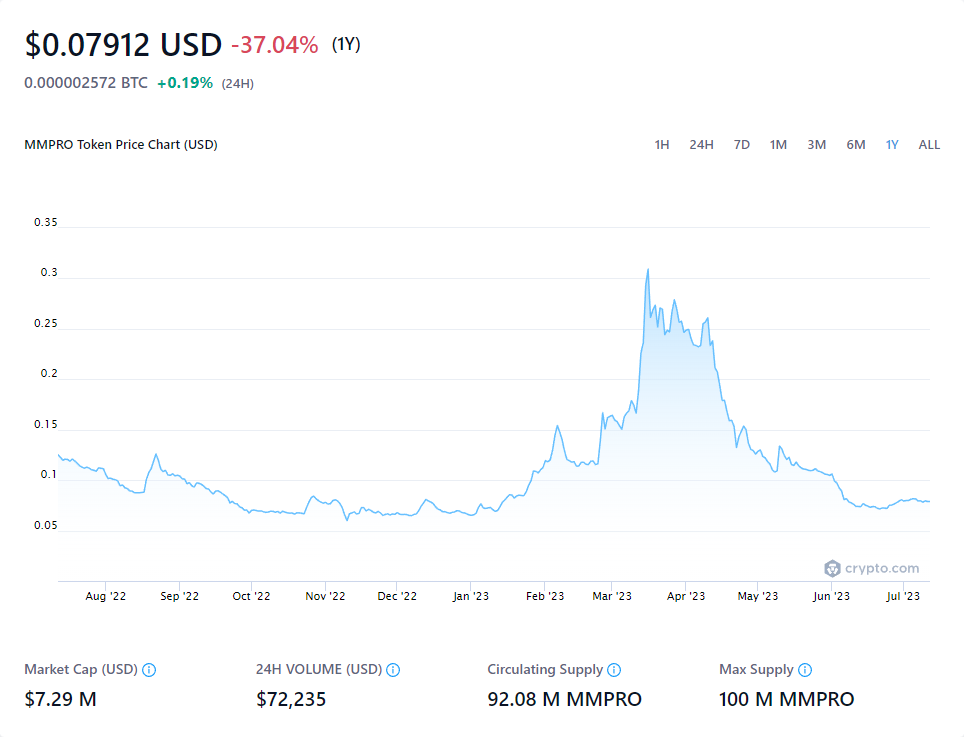 $0.07912 USD -37.04% (1Y)
0.000002572 BTC +0.19% (24H)
MMPRO Token Price Chart (USD) 1H 24H 7D 1M 3M 6M 1Y ALL
0.35
0.3
0.25
0.2
0.15
0.1
0.05
crypto.com
Aug '22 Sep '22 Oct '22 Nov '22 Dec '22 Jan '23 Feb '23 Mar '23 Apr '23 May '23 Jun '23 Jul '23
Market Cap (USD) 24H VOLUME (USD) Circulating Supply Max Supply
$7.29 M $72,235 92.08 M MMPRO 100 M MMPRO